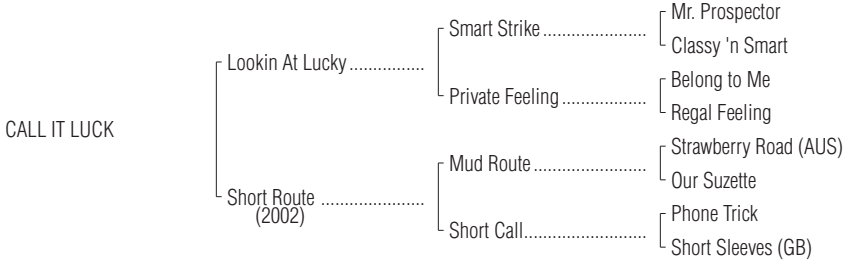 Mr. Prospector
Smart Strike ......................
Classy 'n Smart
Lookin At Lucky ................
Belong to Me
Private Feeling ..................
Regal Feeling
CALL IT LUCK
Strawberry Road (AUS)
Mud Route ........................
Our Suzette
Short Route ......................
(2002)
Phone Trick
Short Call ..........................
Short Sleeves (GB)